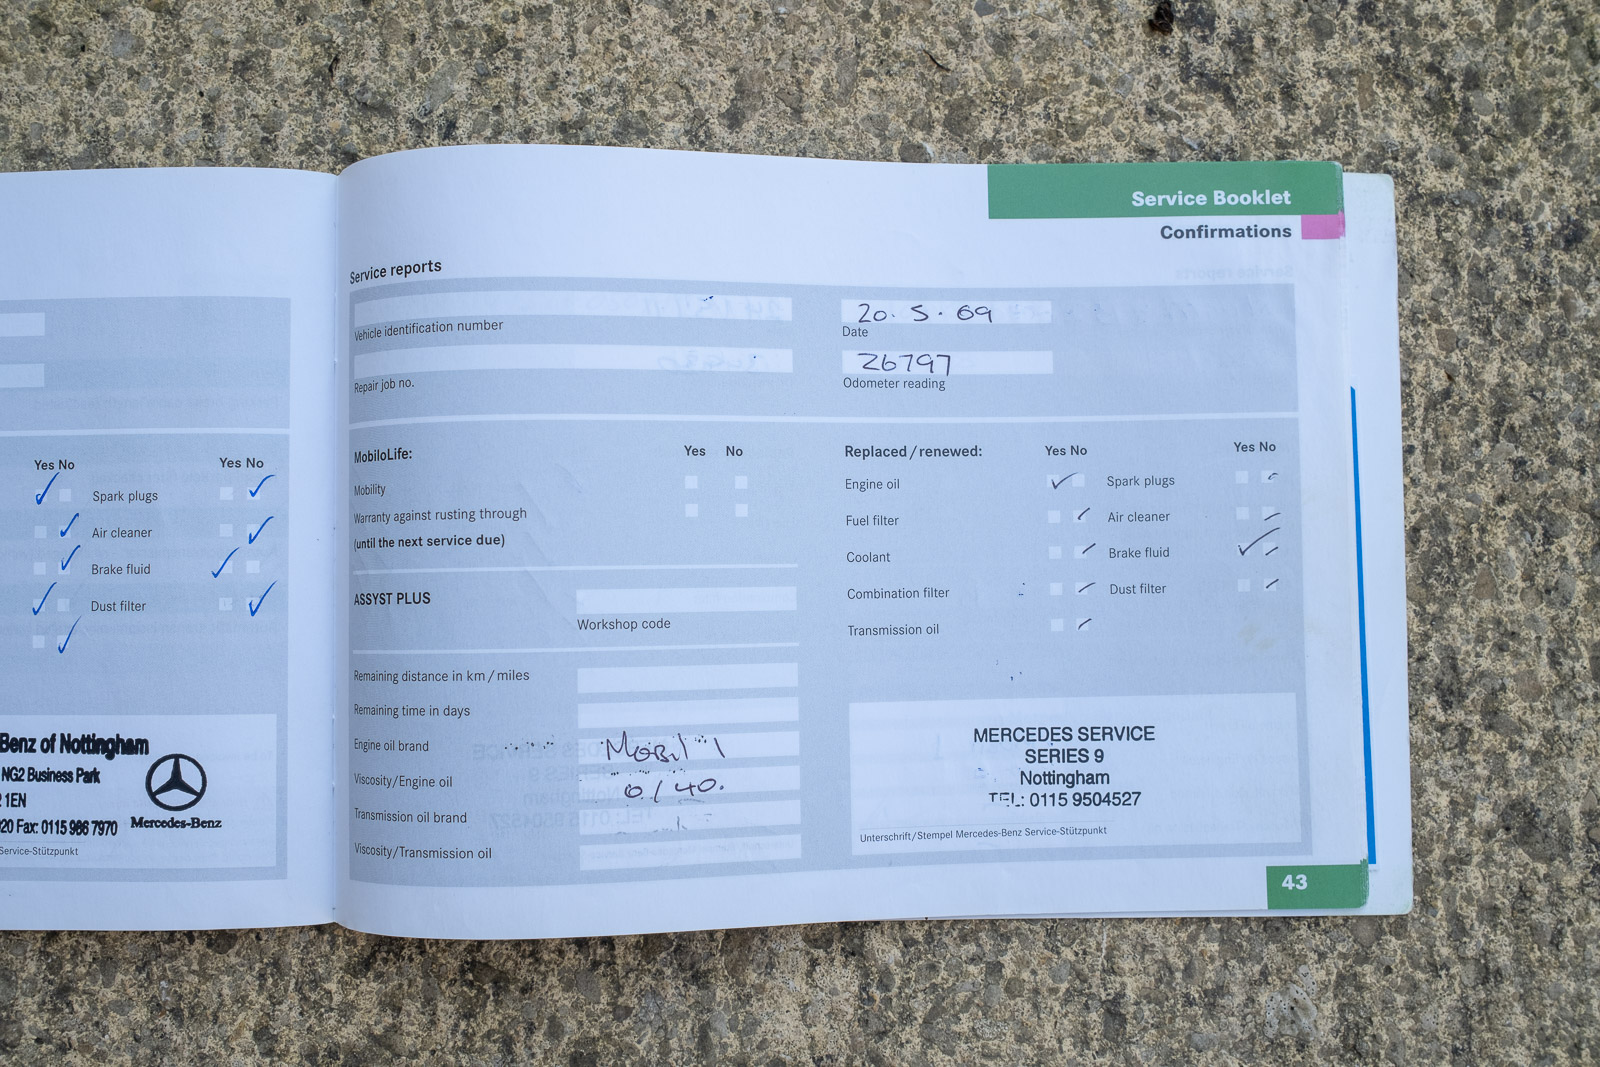 Service Booklet
Confirmations
Service reports
Vehicle identification number
20. 5. 09
Date
Repair job no.
26797
Odometer reading
Yes No
Yes No
Spark plugs
Air cleaner
Brake fluid
Dust filter
Benz of Nottingham
NG2 Business Park
1EN
20 Fax: 0115 986 7970
Mercedes-Benz
Service-Stützpunkt
MobiloLife:
Yes No
Mobility
Warranty against rusting through
(until the next service due)
ASSYST PLUS
Workshop code
Remaining distance in km/miles
Remaining time in days
Engine oil brand
Mobil 1
Viscosity/Engine oil
0/40.
Transmission oil brand
Viscosity/Transmission oil
Replaced/renewed:
Yes No
Yes No
Engine oil
Spark plugs
Fuel filter
Air cleaner
Coolant
Brake fluid
Combination filter
Dust filter
Transmission oil
MERCEDES SERVICE
SERIES 9
Nottingham
TEL: 0115 9504527
Unterschrift/Stempel Mercedes-Benz Service-Stützpunkt
43